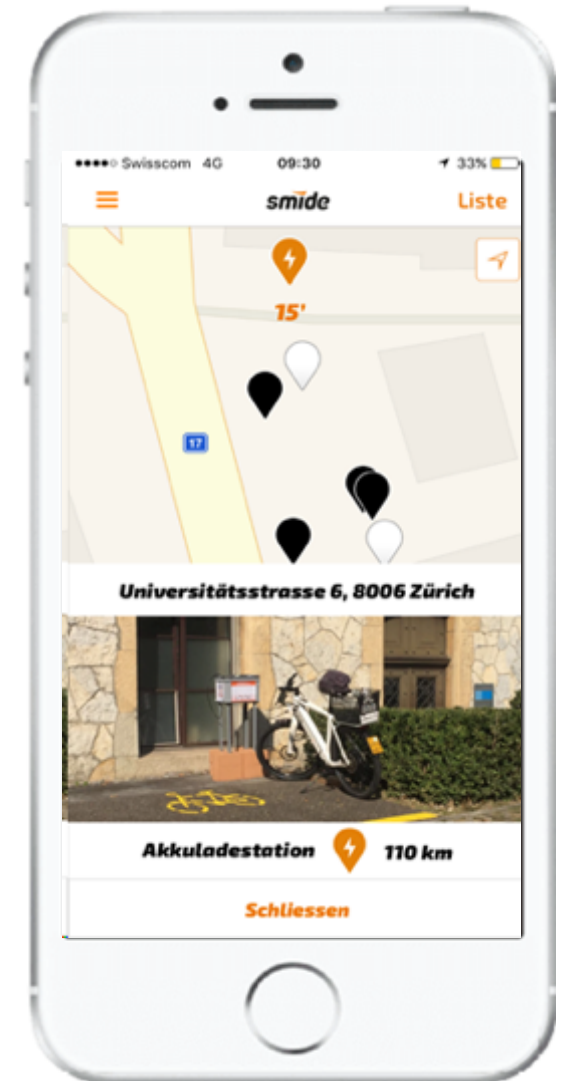 Swisscom 4G 09:30 33%
smide Liste
15'
17
Universitätsstrasse 6, 8006 Zürich
Akkuladestation 110 km
Schliessen